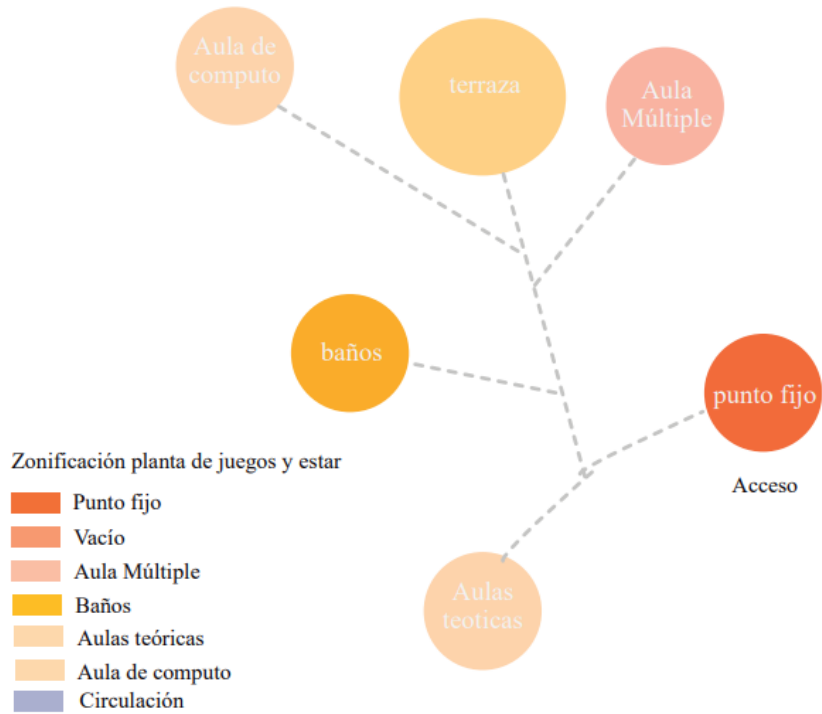 Aula de
computo
terraza
Aula
Múltiple
baños
punto fijo
Acceso
Aulas
teoticas
Zonificación planta de juegos y estar
Punto fijo
Vacío
Aula Múltiple
Baños
Aulas teóricas
Aula de computo
Circulación